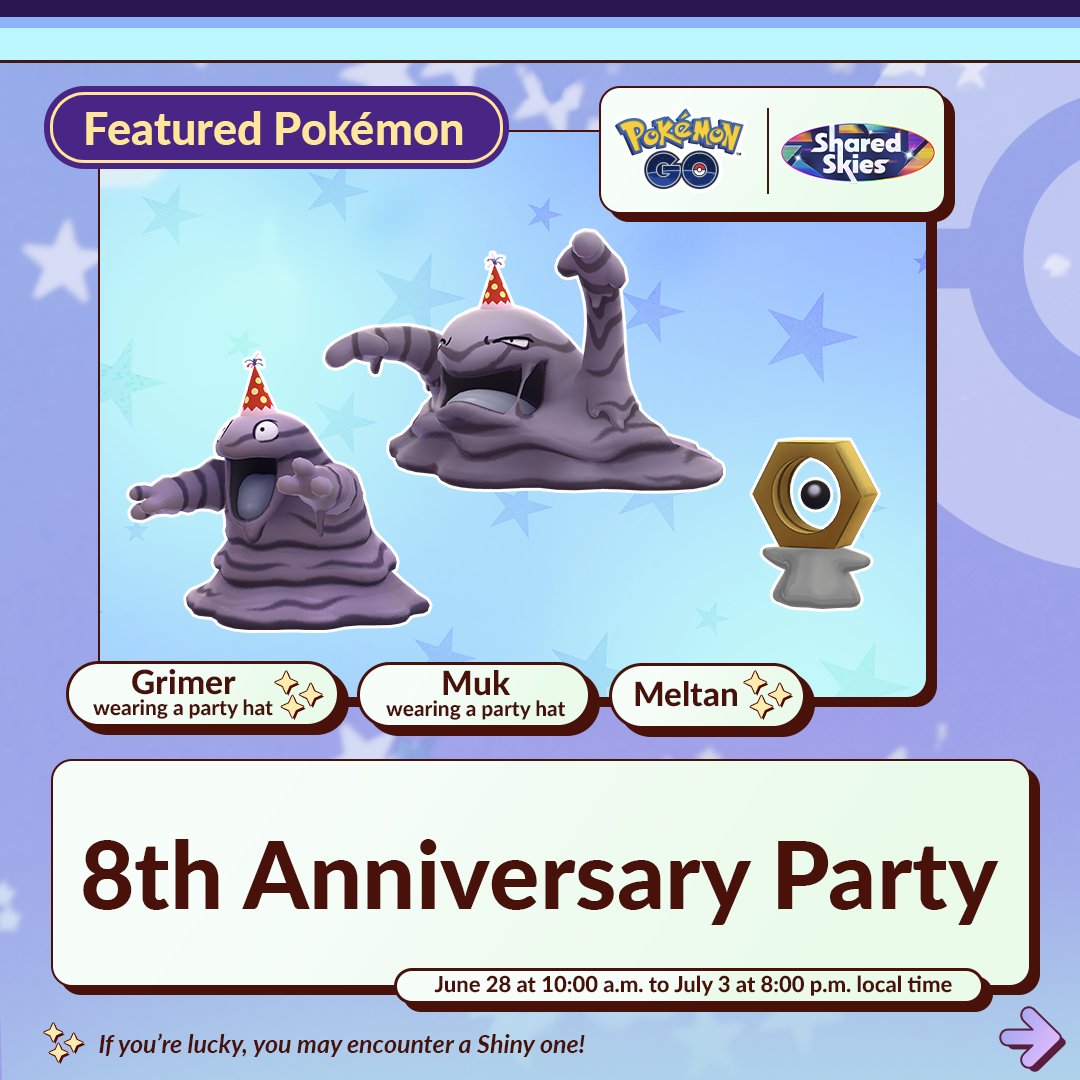 Featured Pokémon
POKÉMON
GO
Shared
Skies
Grimer
wearing a party hat
Muk
wearing a party hat
Meltan
8th Anniversary Party
June 28 at 10:00 a.m. to July 3 at 8:00 p.m. local time
If you’re lucky, you may encounter a Shiny one!